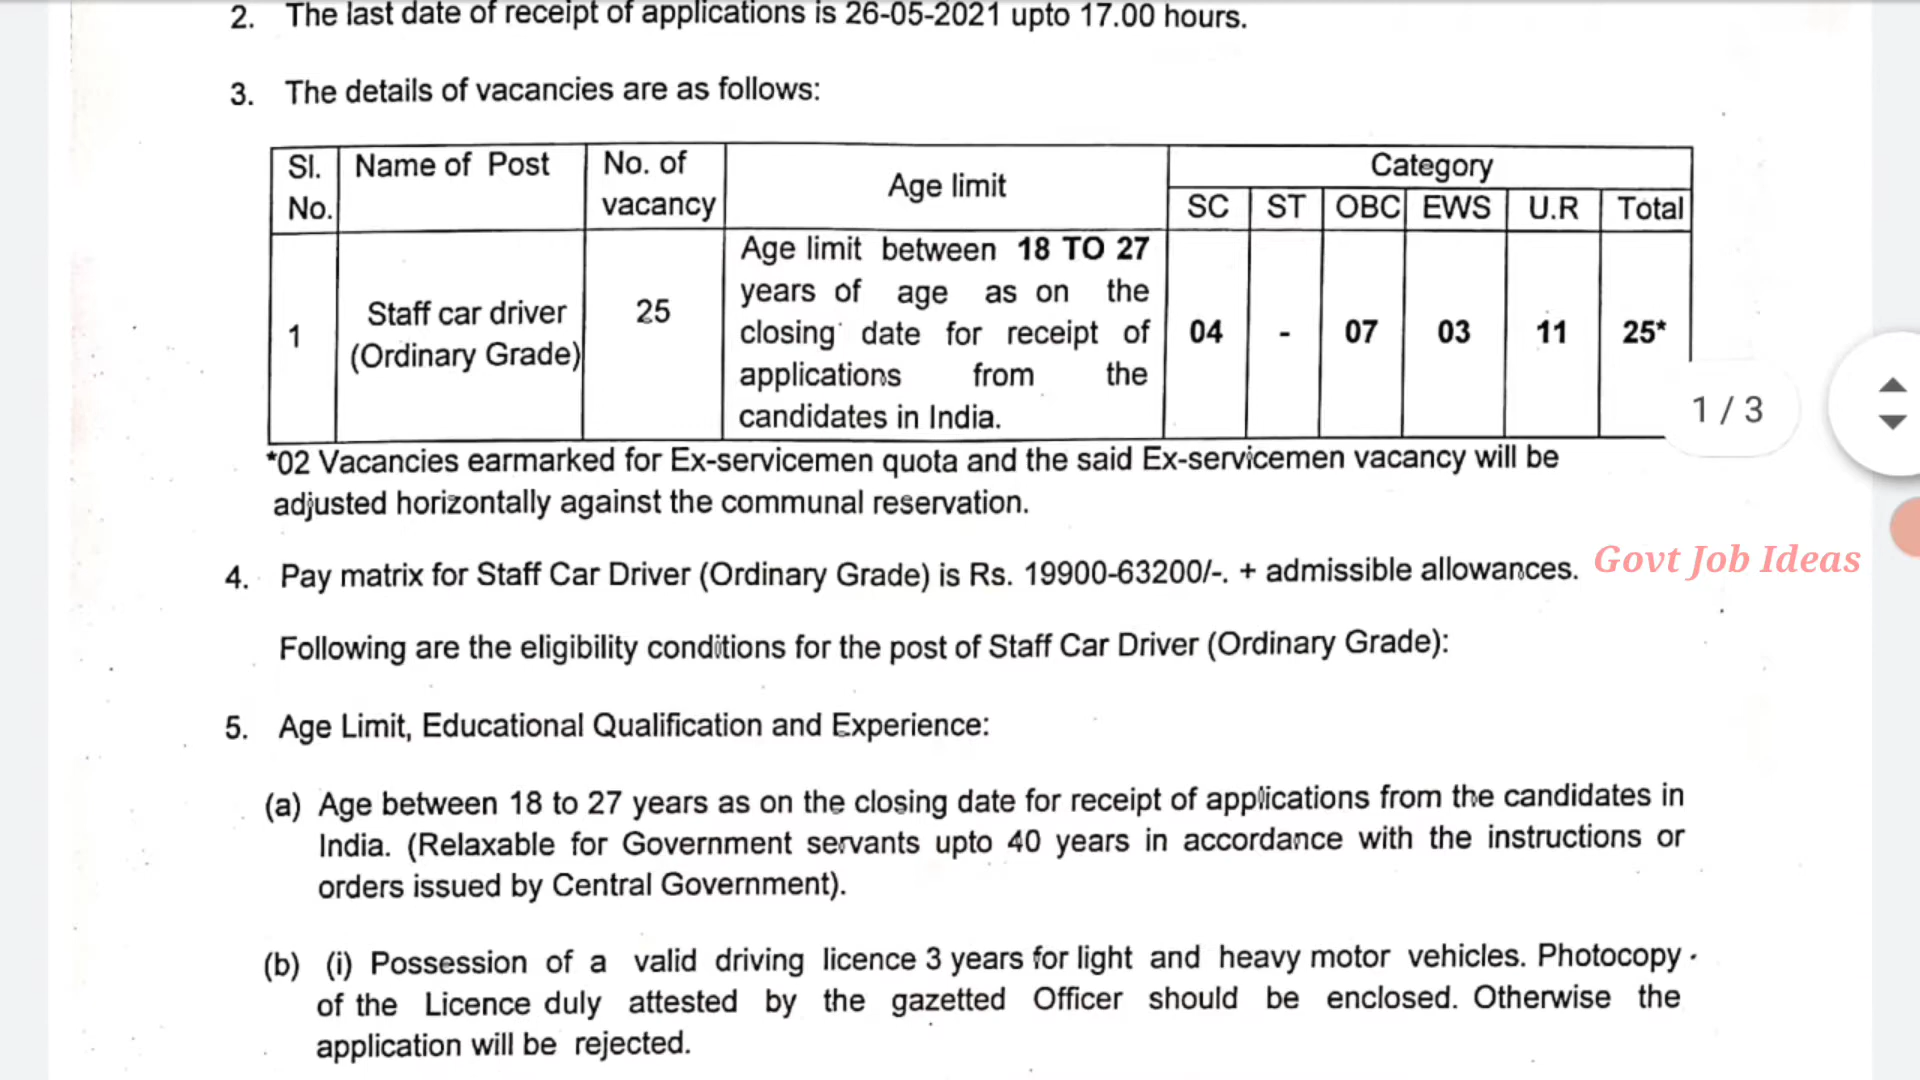 2. The last date of receipt of applications is 26-05-2021 upto 17.00 hours.
3. The details of vacancies are as follows:
Sl. No. Name of Post No. of vacancy Age limit Category
SC ST OBC EWS U.R Total
1 Staff car driver (Ordinary Grade) 25
Age limit between 18 TO 27
years of age as on the
closing date for receipt of
applications from the
candidates in India.
04 - 07 03 11 25*
1 / 3
*02 Vacancies earmarked for Ex-servicemen quota and the said Ex-servicemen vacancy will be
adjusted horizontally against the communal reservation.
4. Pay matrix for Staff Car Driver (Ordinary Grade) is Rs. 19900-63200/-. + admissible allowances.
Govt Job Ideas
Following are the eligibility conditions for the post of Staff Car Driver (Ordinary Grade):
5. Age Limit, Educational Qualification and Experience:
(a) Age between 18 to 27 years as on the closing date for receipt of applications from the candidates in
India. (Relaxable for Government servants upto 40 years in accordance with the instructions or
orders issued by Central Government).
(b) (i) Possession of a valid driving licence 3 years for light and heavy motor vehicles. Photocopy
of the Licence duly attested by the gazetted Officer should be enclosed. Otherwise the
application will be rejected.